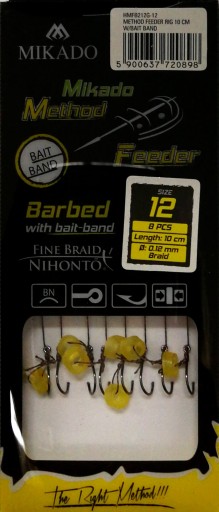 HMFB212S-12
METHOD FEEDER RIG 10 CM
W/BAIT BAND
5 900637 720898
MIKADO
Mikado
Method
Feeder
BAIT
BAND
Barbed
with bait-band
FINE BRAID
NIHONTO
SIZE
12
8 PCS
Length: 10 cm
Ø: 0.12 mm
Braid
BN
The Right Method!!!